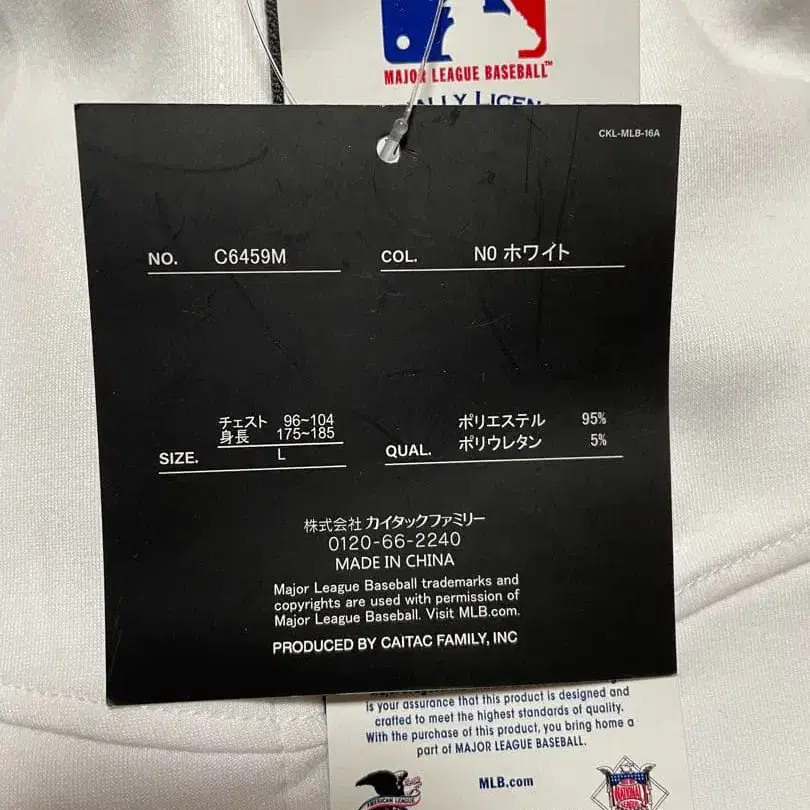 MAJOR LEAGUE BASEBALL™
CKL-MLB-16A
NO. C6459M
COL. N0 ホワイト
チェスト 96~104
身長 175~185
SIZE. L
ポリエステル 95%
QUAL. ポリウレタン 5%
株式会社 カイタックファミリー
0120-66-2240
MADE IN CHINA
Major League Baseball trademarks and
copyrights are used with permission of
Major League Baseball. Visit MLB.com.
PRODUCED BY CAITAC FAMILY, INC
is your assurance that this product is designed and
crafted to meet the highest standards of quality.
With the purchase of this product, you bring home a
part of MAJOR LEAGUE BASEBALL.
MLB.com
AMERICAN LEAGUE
NATIONAL